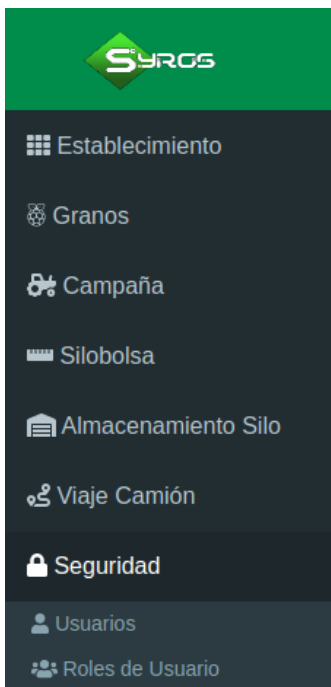 SYROS
Establecimiento
Granos
Campaña
Silobolsa
Almacenamiento Silo
Viaje Camión
Seguridad
Usuarios
Roles de Usuario